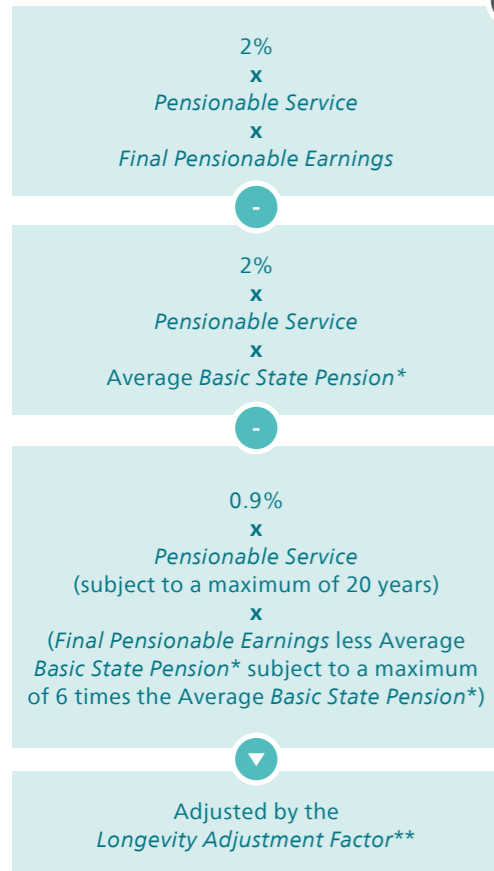 2%
x
Pensionable Service
x
Final Pensionable Earnings
-
2%
x
Pensionable Service
x
Average Basic State Pension*
-
0.9%
x
Pensionable Service
(subject to a maximum of 20 years)
x
(Final Pensionable Earnings less Average
Basic State Pension* subject to a maximum
of 6 times the Average Basic State Pension*)
Adjusted by the
Longevity Adjustment Factor**